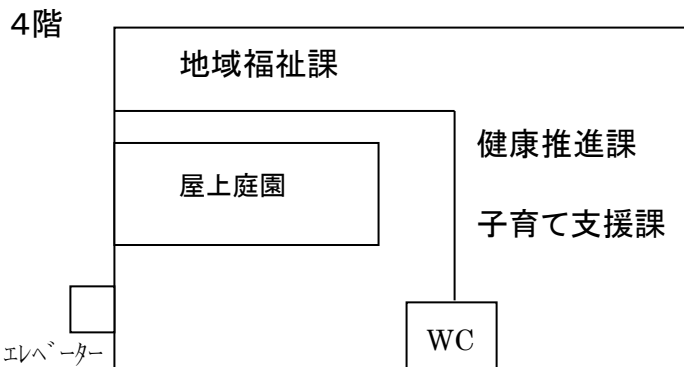 4階
地域福祉課
健康推進課
屋上庭園
子育て支援課
WC
ｴﾚﾍﾞｰﾀｰ